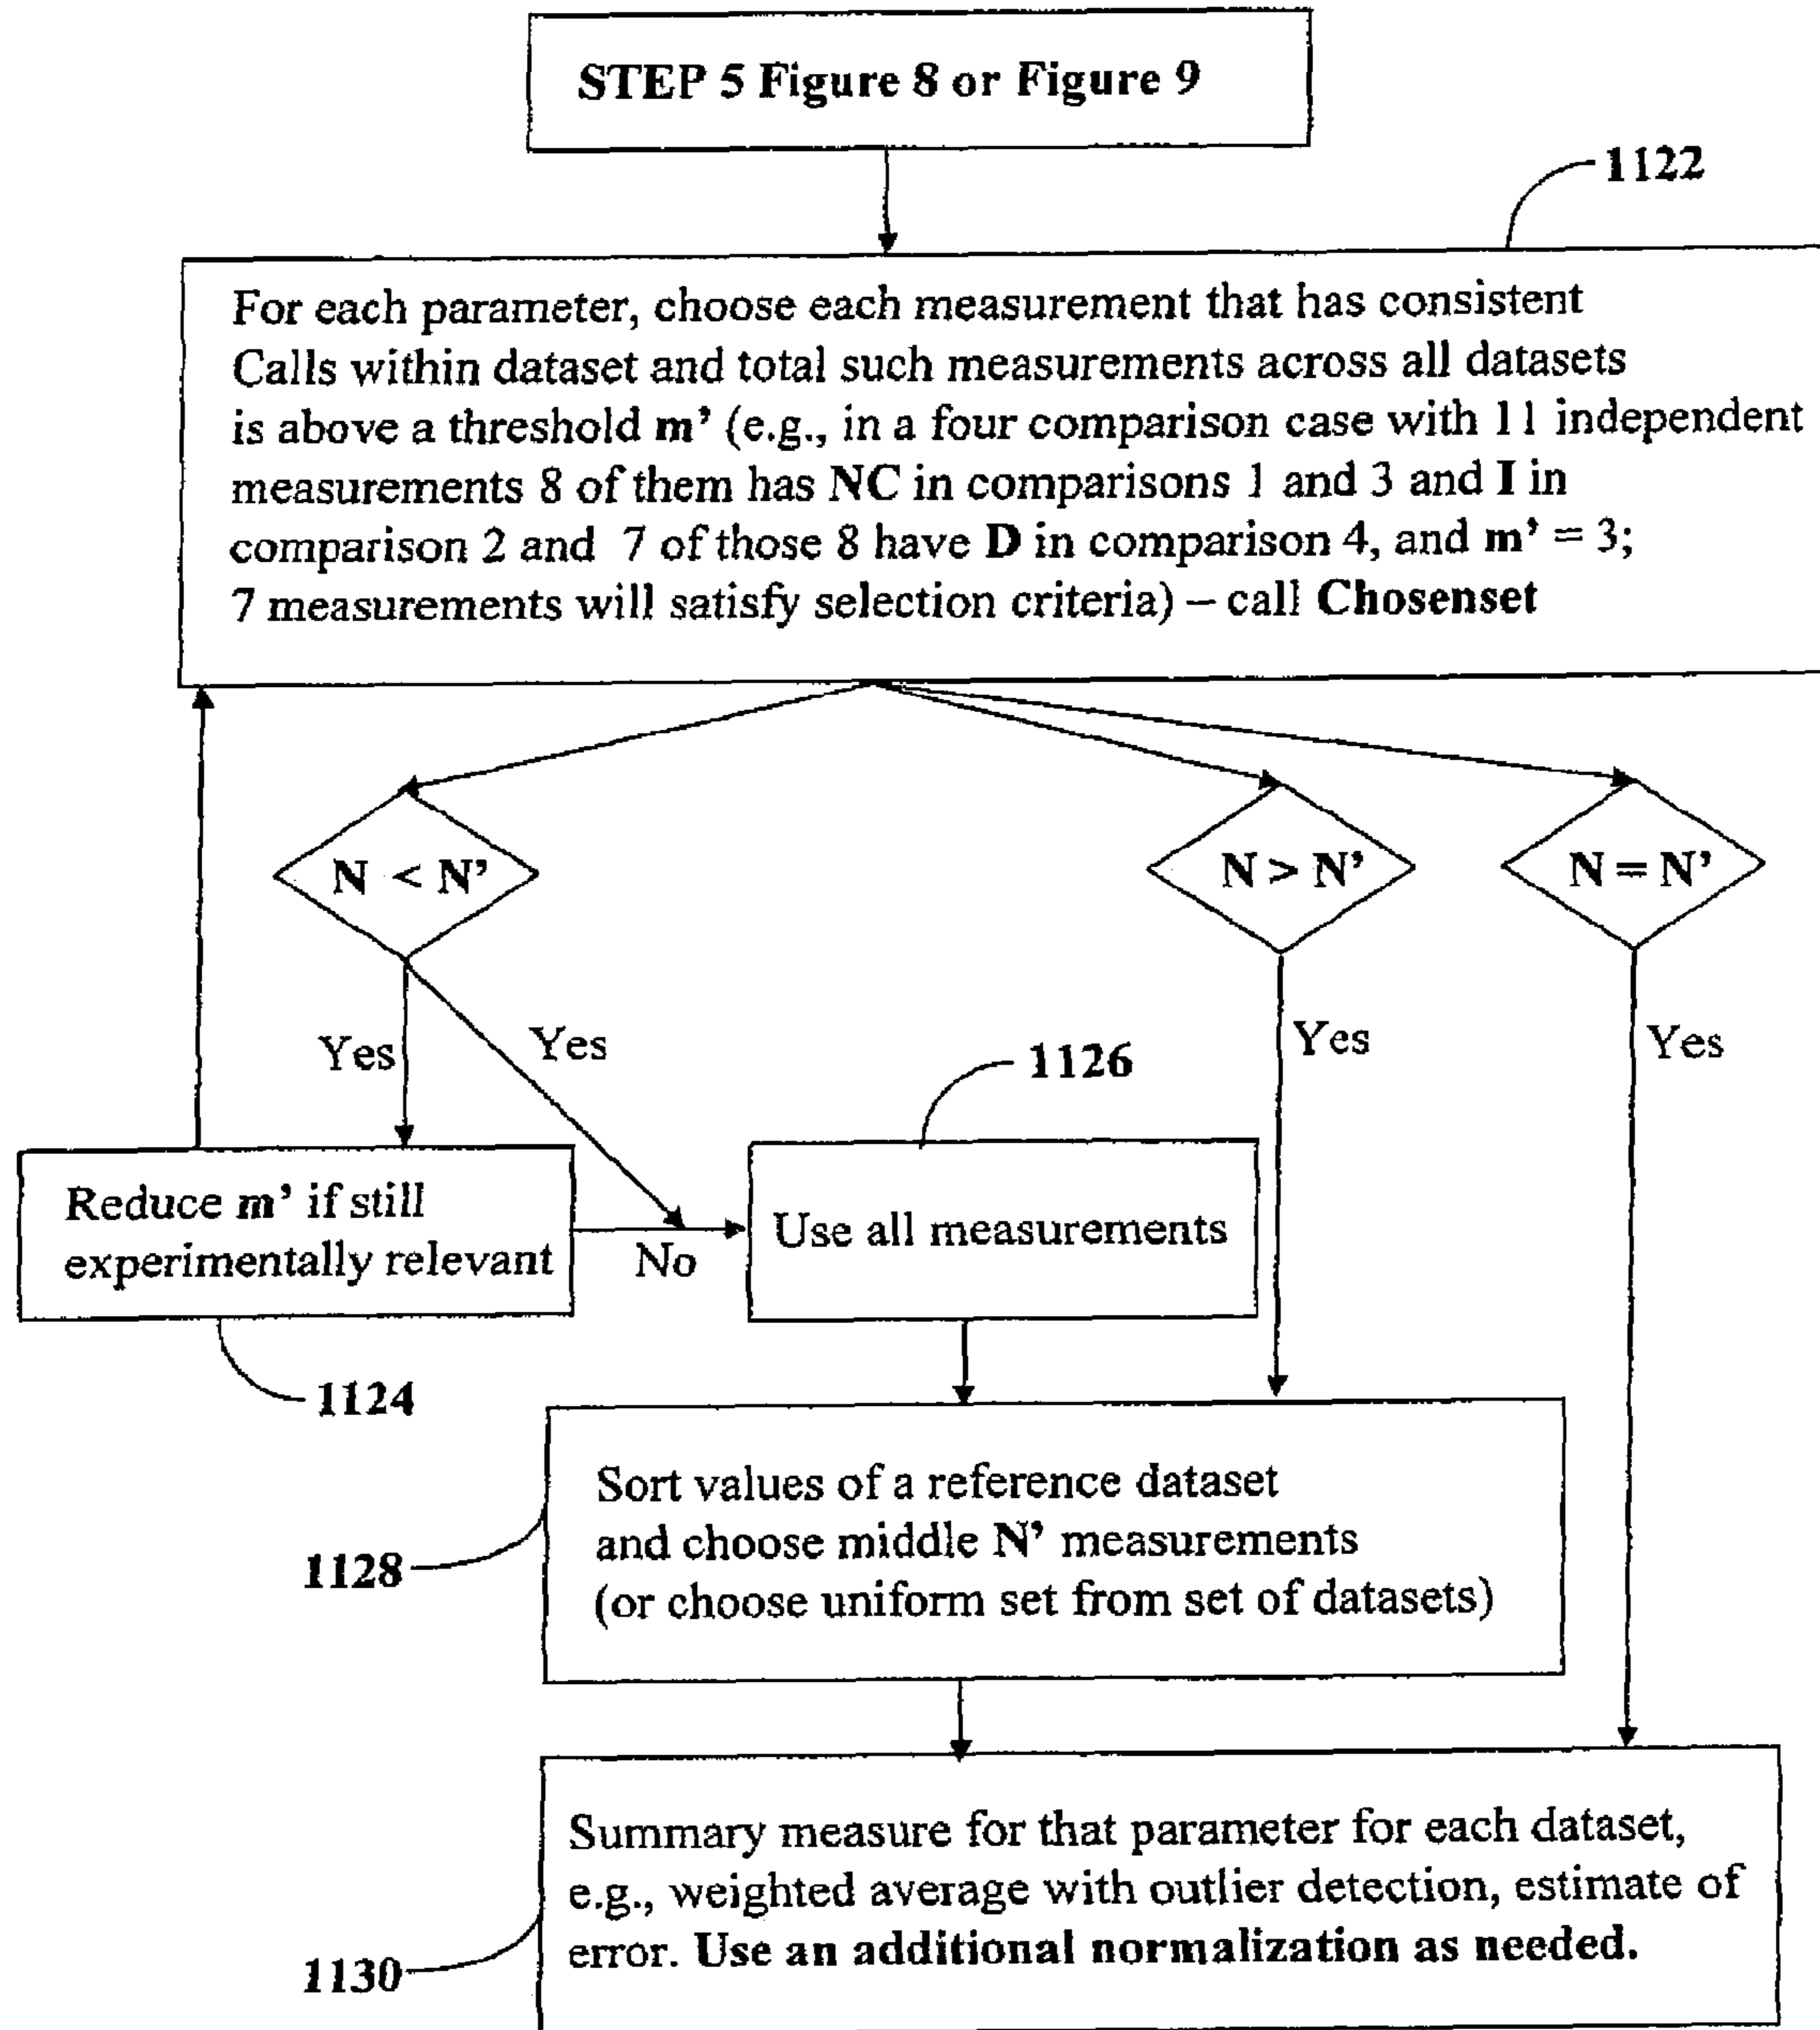 STEP 5 Figure 8 or Figure 9
1122
For each parameter, choose each measurement that has consistent
Calls within dataset and total such measurements across all datasets
is above a threshold m’ (e.g., in a four comparison case with 11 independent
measurements 8 of them has NC in comparisons 1 and 3 and I in
comparison 2 and 7 of those 8 have D in comparison 4, and m’ = 3;
7 measurements will satisfy selection criteria) – call Chosenset
N < N’
N > N’
N = N’
Yes
Yes
Yes
Yes
1126
Reduce m’ if still
experimentally relevant
No
Use all measurements
1124
Sort values of a reference dataset
and choose middle N’ measurements
(or choose uniform set from set of datasets)
1128
Summary measure for that parameter for each dataset,
e.g., weighted average with outlier detection, estimate of
error. Use an additional normalization as needed.
1130